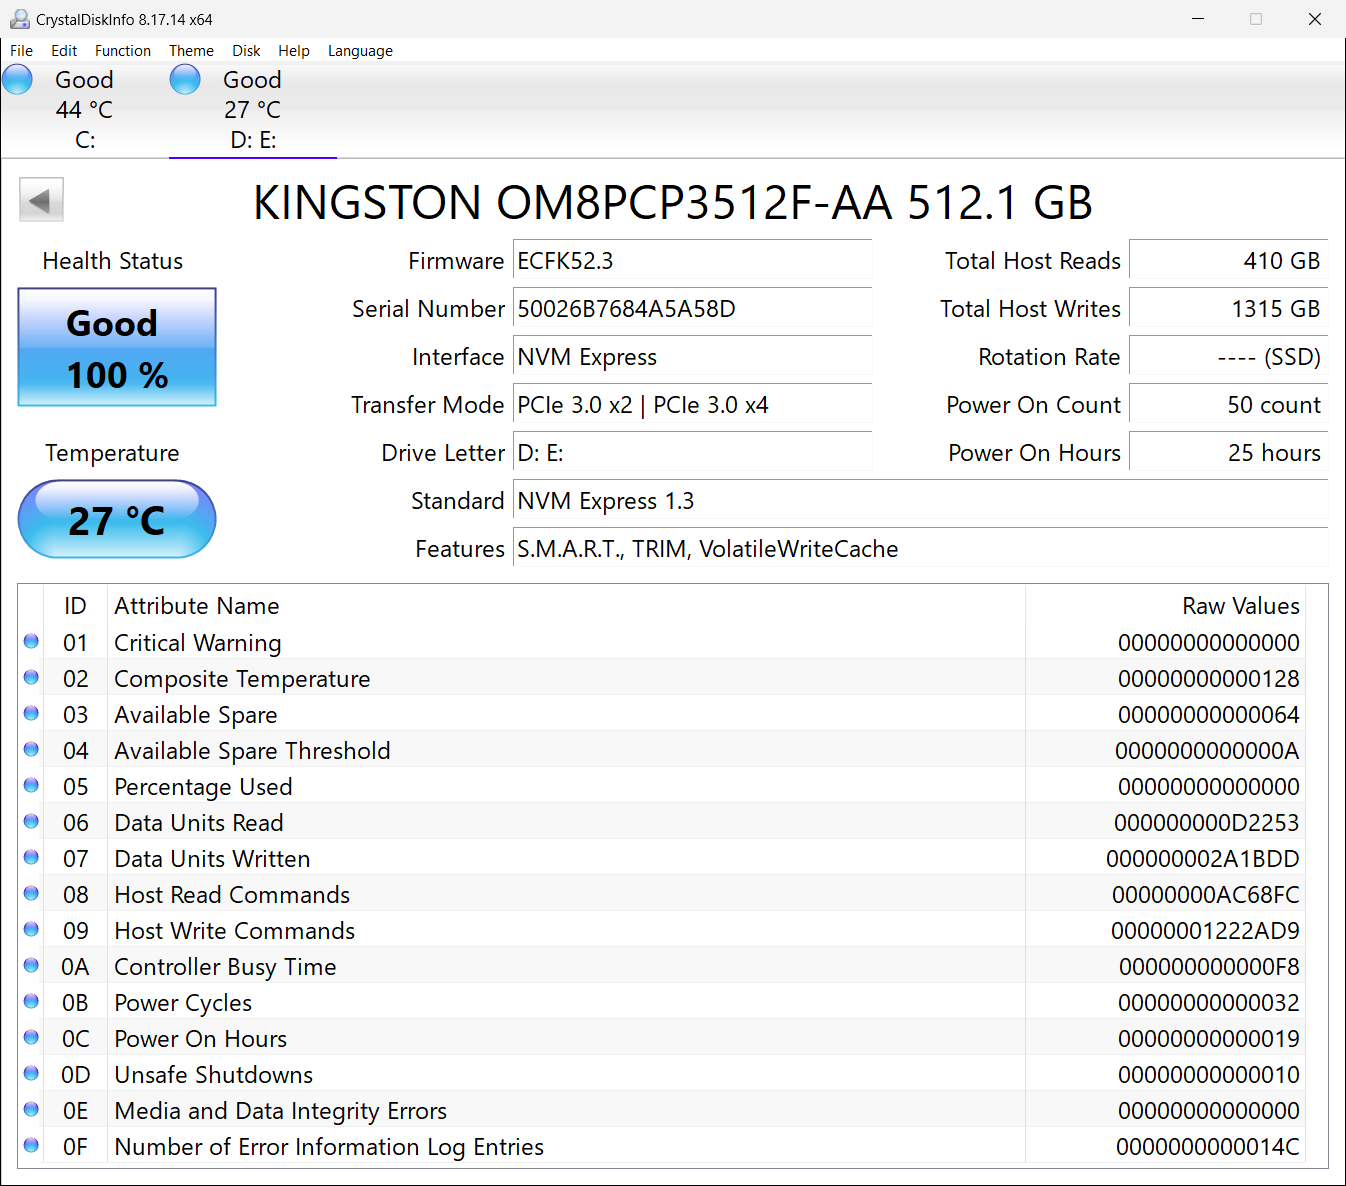 CrystalDiskInfo 8.17.14 x64
File Edit Function Theme Disk Help Language
Good Good
44 °C 27 °C
C: D: E:
KINGSTON OM8PCP3512F-AA 512.1 GB
Health Status
Good
100 %
Temperature
27 °C
Firmware ECFK52.3
Serial Number 50026B7684A5A58D
Interface NVM Express
Transfer Mode PCIe 3.0 x2 | PCIe 3.0 x4
Drive Letter D: E:
Standard NVM Express 1.3
Features S.M.A.R.T., TRIM, VolatileWriteCache
Total Host Reads 410 GB
Total Host Writes 1315 GB
Rotation Rate ---- (SSD)
Power On Count 50 count
Power On Hours 25 hours
ID Attribute Name Raw Values
01 Critical Warning 00000000000000
02 Composite Temperature 00000000000128
03 Available Spare 00000000000064
04 Available Spare Threshold 0000000000000A
05 Percentage Used 00000000000000
06 Data Units Read 000000000D2253
07 Data Units Written 000000002A1BDD
08 Host Read Commands 00000000AC68FC
09 Host Write Commands 00000001222AD9
0A Controller Busy Time 000000000000F8
0B Power Cycles 00000000000032
0C Power On Hours 00000000000019
0D Unsafe Shutdowns 00000000000010
0E Media and Data Integrity Errors 00000000000000
0F Number of Error Information Log Entries 0000000000014C